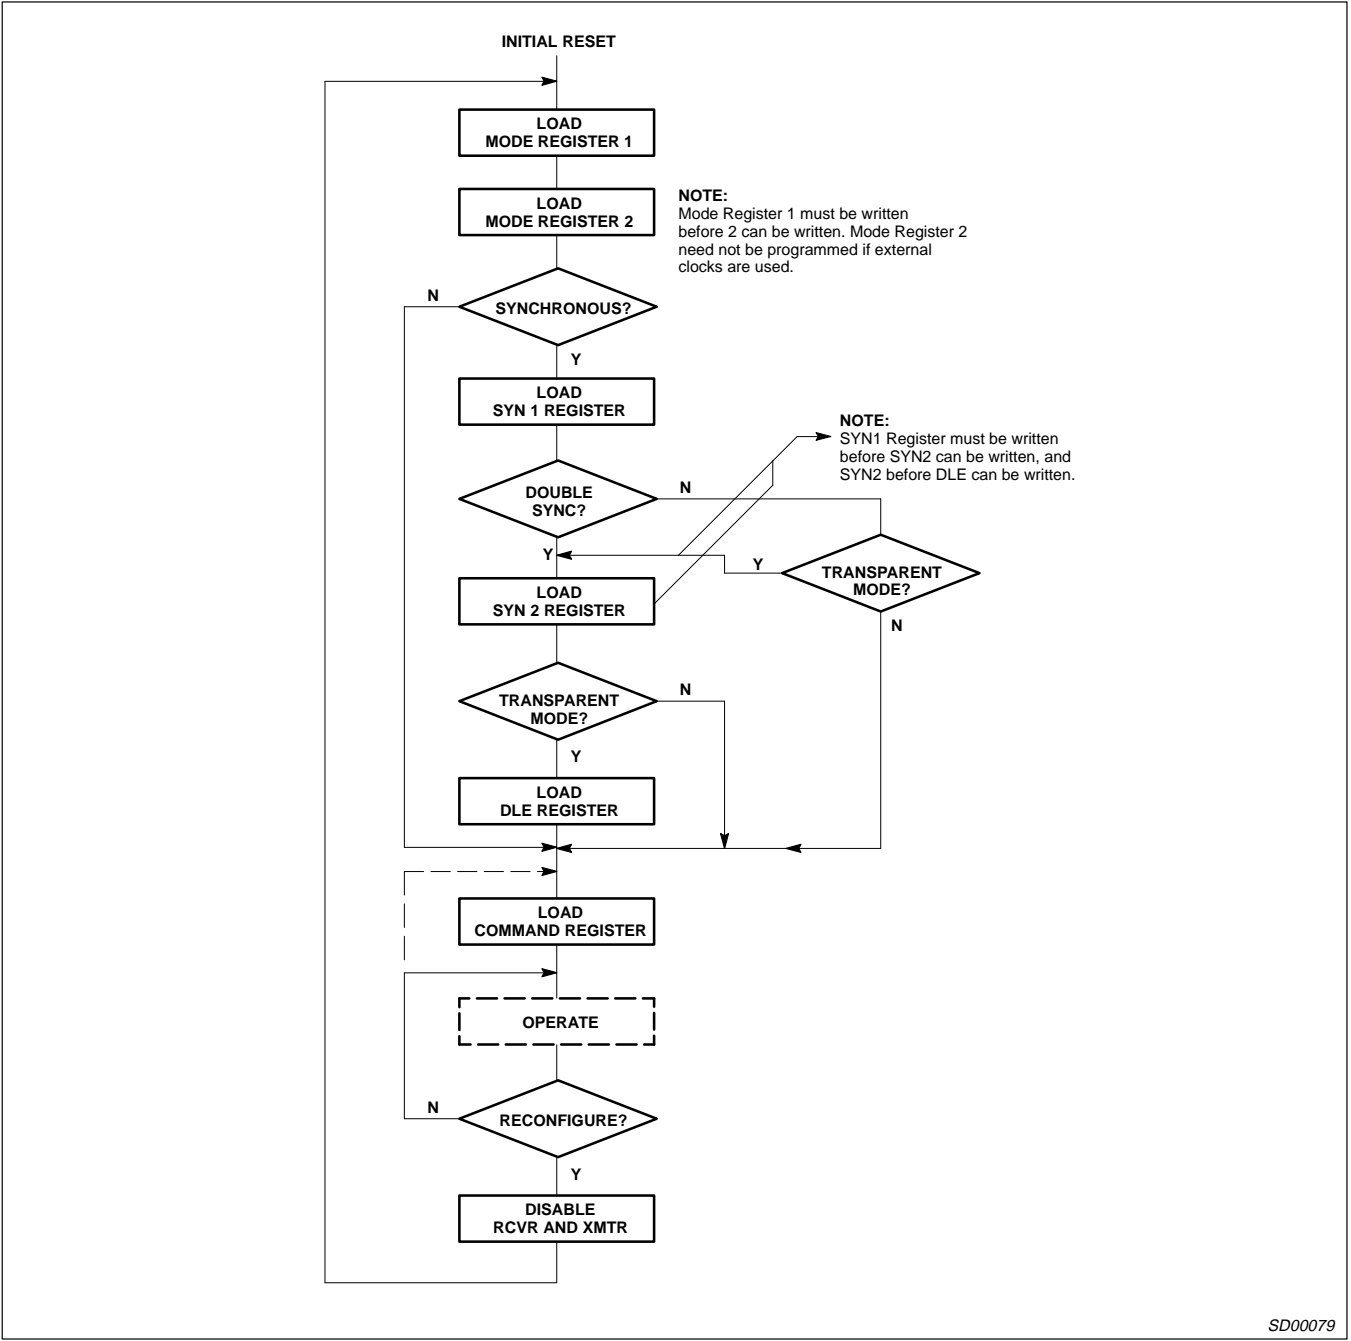 INITIAL RESET
LOAD
MODE REGISTER 1
LOAD
MODE REGISTER 2
NOTE:
Mode Register 1 must be written
before 2 can be written. Mode Register 2
need not be programmed if external
clocks are used.
N
SYNCHRONOUS?
Y
LOAD
SYN 1 REGISTER
NOTE:
SYN1 Register must be written
before SYN2 can be written, and
SYN2 before DLE can be written.
DOUBLE
SYNC?
N
Y
Y
TRANSPARENT
MODE?
N
LOAD
SYN 2 REGISTER
TRANSPARENT
MODE?
N
Y
LOAD
DLE REGISTER
LOAD
COMMAND REGISTER
OPERATE
N
RECONFIGURE?
Y
DISABLE
RCVR AND XMTR
SD00079